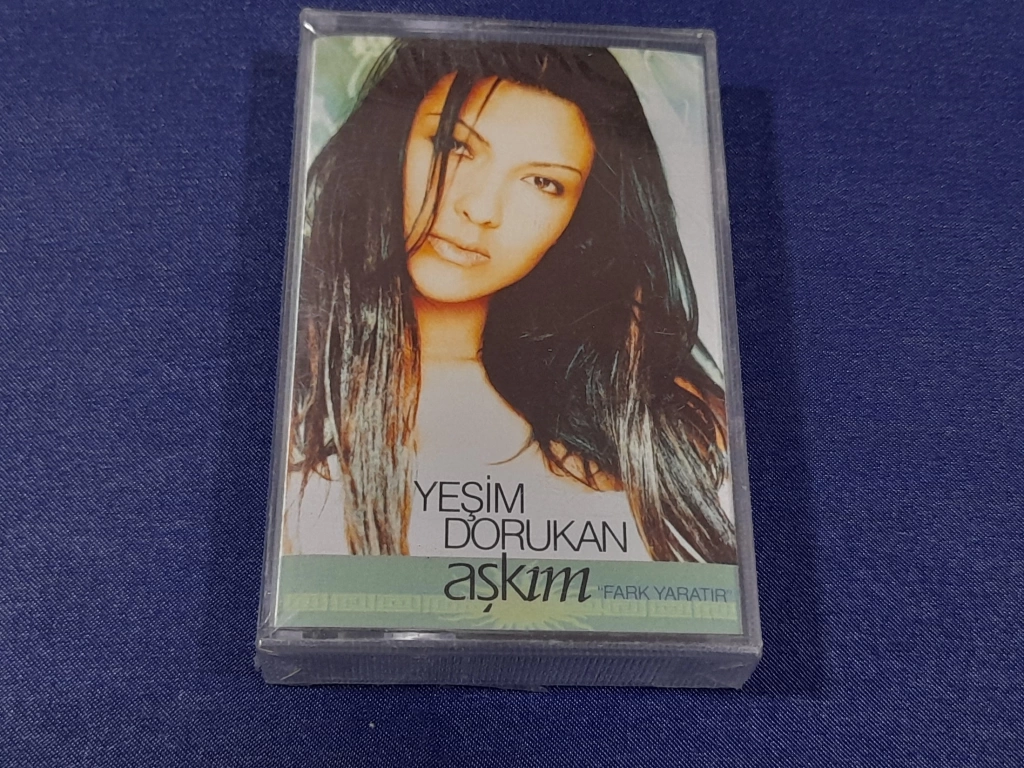 YEŞİM
DORUKAN
aşkım "FARK YARATIR"